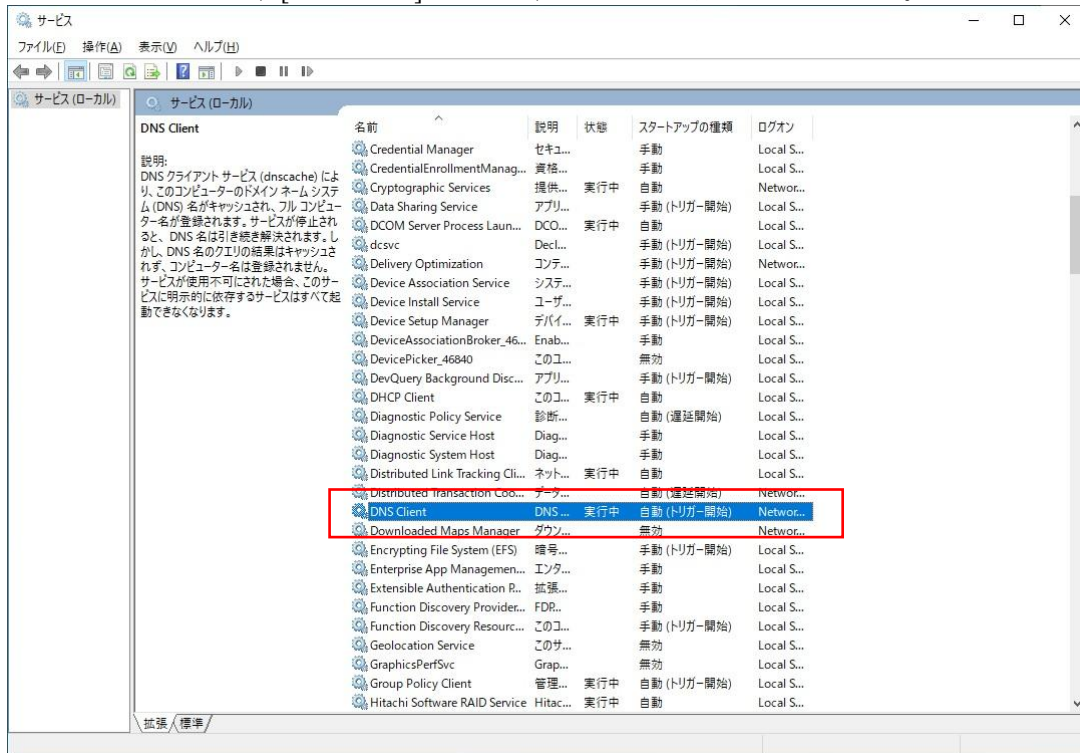 サービス
ファイル(F) 操作(A) 表示(V) ヘルプ(H)
サービス (ローカル)
サービス (ローカル)
DNS Client
説明:
DNS クライアント サービス (dnscache) によ
り、このコンピューターのドメイン ネーム システ
ム (DNS) 名がキャッシュされ、フル コンピュー
ター名が登録されます。サービスが停止され
ると、DNS 名は引き続き解決されます。し
かし、DNS 名のクエリの結果はキャッシュさ
れず、コンピューター名は登録されません。
サービスが使用不可にされた場合、このサー
ビスに明示的に依存するサービスはすべて起
動できなくなります。
名前 説明 状態 スタートアップの種類 ログオン
Credential Manager セキュ... 手動 Local S...
CredentialEnrollmentManag... 資格... 手動 Local S...
Cryptographic Services 提供... 実行中 自動 Networ...
Data Sharing Service アプリ... 手動 (トリガー開始) Local S...
DCOM Server Process Laun... DCO... 実行中 自動 Local S...
dcsvc Decl... 手動 (トリガー開始) Local S...
Delivery Optimization コンテ... 手動 (トリガー開始) Networ...
Device Association Service システ... 手動 (トリガー開始) Local S...
Device Install Service ユーザ... 手動 (トリガー開始) Local S...
Device Setup Manager デバイ... 実行中 手動 (トリガー開始) Local S...
DeviceAssociationBroker_46... Enab... 手動 Local S...
DevicePicker_46840 このユ... 無効 Local S...
DevQuery Background Disc... アプリ... 手動 (トリガー開始) Local S...
DHCP Client このコ... 実行中 自動 Local S...
Diagnostic Policy Service 診断... 自動 (遅延開始) Local S...
Diagnostic Service Host Diag... 手動 Local S...
Diagnostic System Host Diag... 手動 Local S...
Distributed Link Tracking Cli... ネット... 実行中 自動 Local S...
Distributed Transaction Coo... データ... 自動 (遅延開始) Networ...
DNS Client DNS ... 実行中 自動 (トリガー開始) Networ...
Downloaded Maps Manager ダウン... 無効 Networ...
Encrypting File System (EFS) 暗号... 手動 (トリガー開始) Local S...
Enterprise App Managemen... エンタ... 手動 Local S...
Extensible Authentication P... 拡張... 手動 Local S...
Function Discovery Provider... FDP... 手動 Local S...
Function Discovery Resourc... このコ... 手動 (トリガー開始) Local S...
Geolocation Service このサ... 無効 Local S...
GraphicsPerfSvc Grap... 無効 Local S...
Group Policy Client 管理... 実行中 自動 (トリガー開始) Local S...
Hitachi Software RAID Service Hitac... 実行中 自動 Local S...
拡張 標準